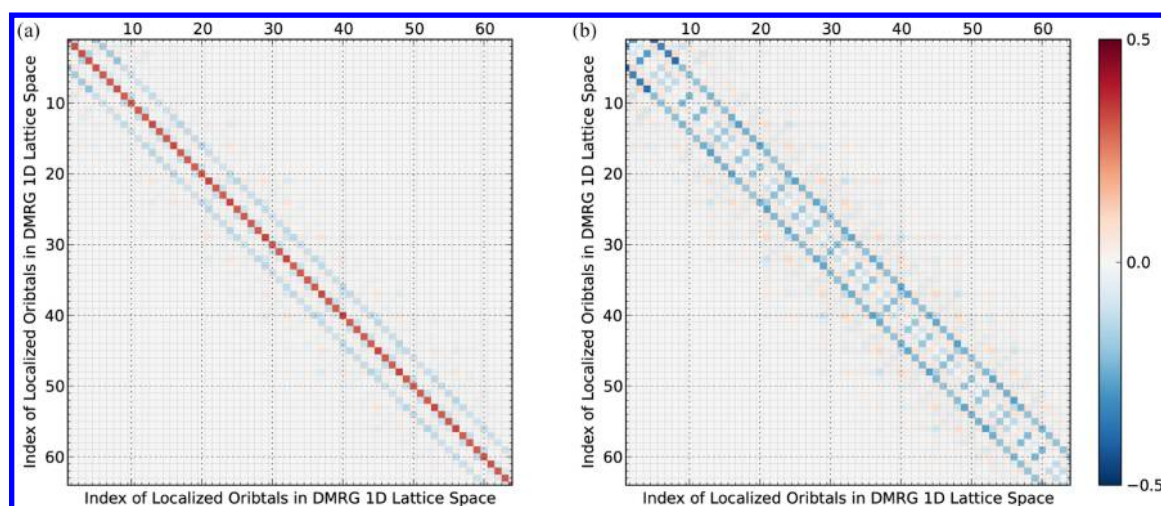 (a)
10 20 30 40 50 60
Index of Localized Oribtals in DMRG 1D Lattice Space
10
20
30
40
50
60
Index of Localized Oribtals in DMRG 1D Lattice Space
(b)
10 20 30 40 50 60
Index of Localized Oribtals in DMRG 1D Lattice Space
10
20
30
40
50
60
Index of Localized Oribtals in DMRG 1D Lattice Space
0.5
0.0
−0.5